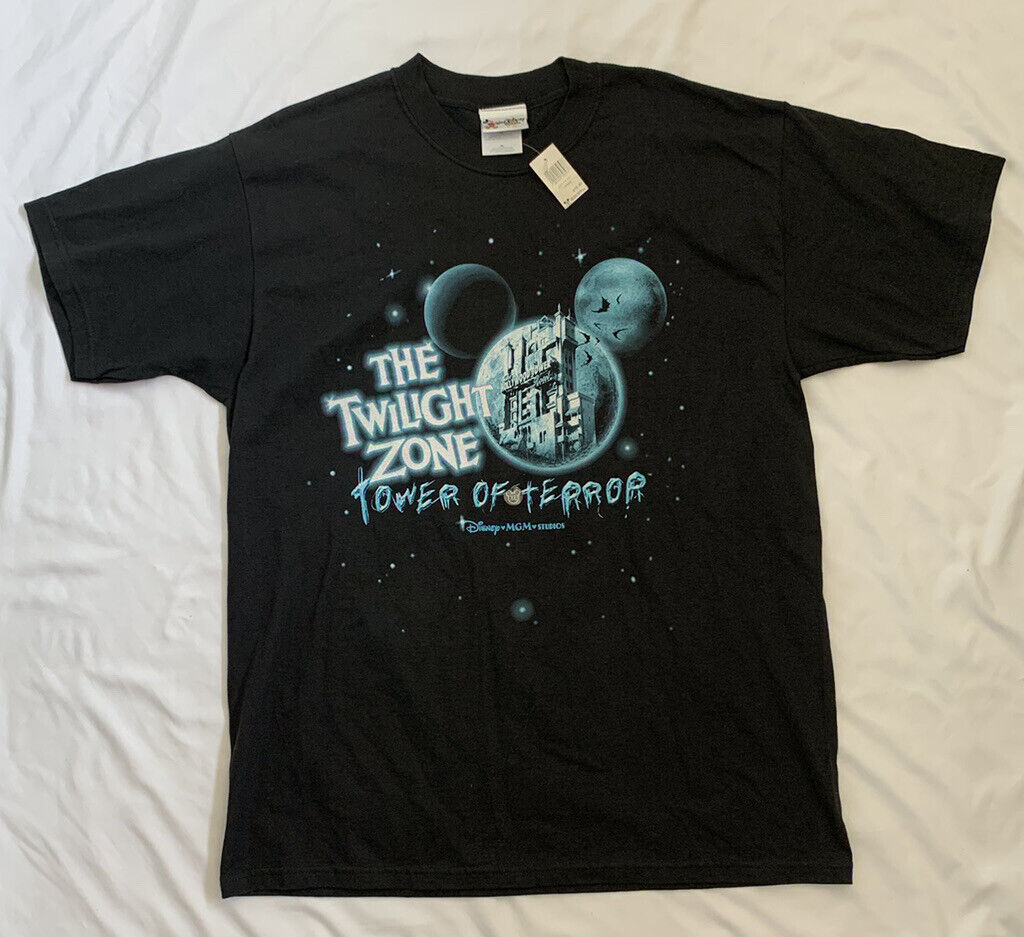 THE
TWILIGHT
ZONE
TOWER OF TERROR
Disney • MGM • STUDIOS